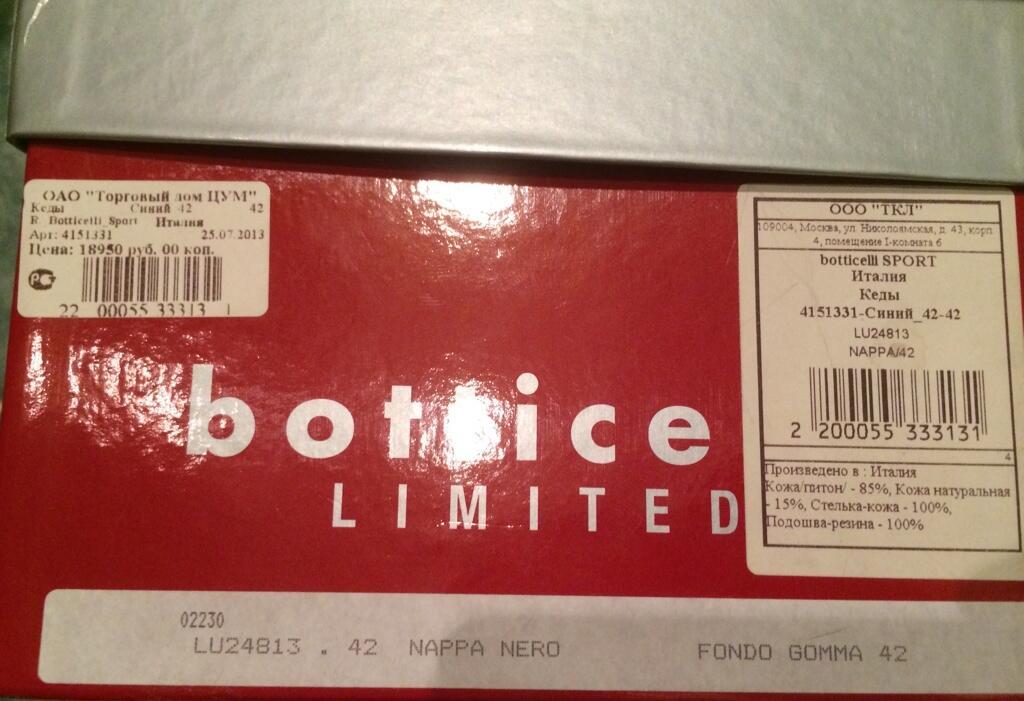 ОАО "Торговый дом ЦУМ"
Кеды Синий 42 42
R. Botticelli_Sport Италия
Арт: 4151331 25.07.2013
Цена: 18950 руб. 00 коп.
22 00055 33313 1
ООО "ТКЛ"
109004, Москва, ул. Николоямская, д. 43, корп.
4, помещение I-комната 6
botticelli SPORT
Италия
Кеды
4151331-Синий_42-42
LU24813
NAPPA/42
2 200055 333131
4
Произведено в : Италия
Кожа/питон/ - 85%, Кожа натуральная
- 15%, Стелька-кожа - 100%,
Подошва-резина - 100%
bottice
LIMITED
02230
LU24813 . 42 NAPPA NERO FONDO GOMMA 42